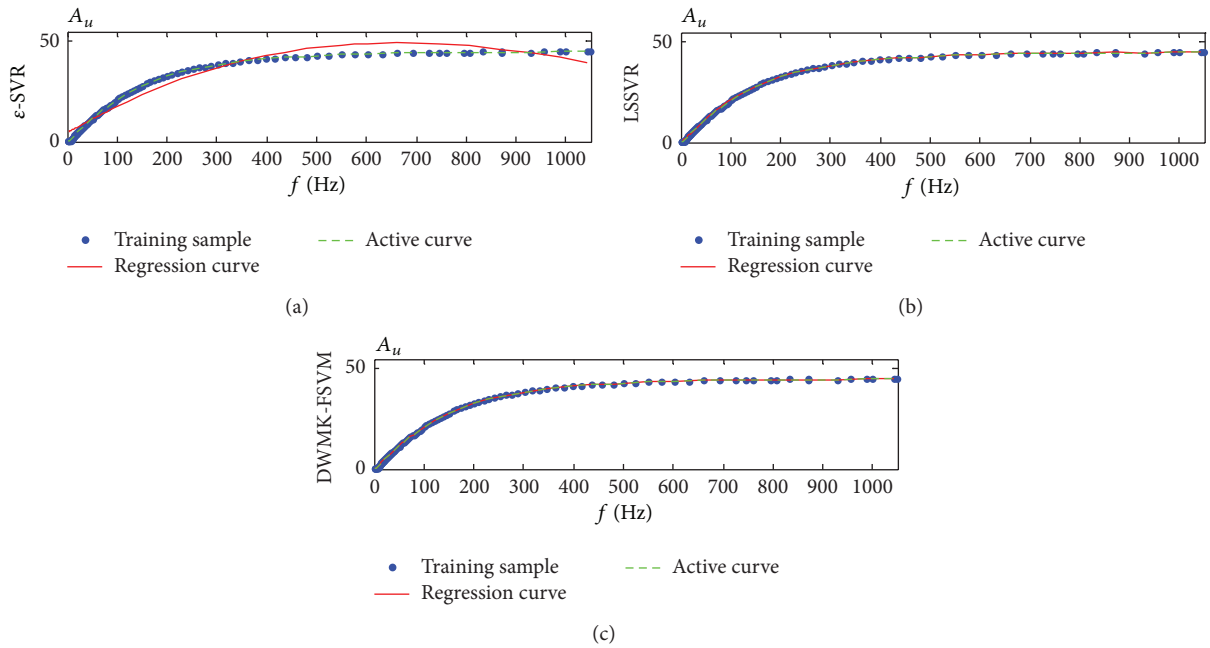 A_u
50
0
ε-SVR
0 100 200 300 400 500 600 700 800 900 1000
f (Hz)
Training sample
Active curve
Regression curve
(a)
A_u
50
0
LSSVR
0 100 200 300 400 500 600 700 800 900 1000
f (Hz)
Training sample
Active curve
Regression curve
(b)
A_u
50
0
DWMK-FSVM
0 100 200 300 400 500 600 700 800 900 1000
f (Hz)
Training sample
Active curve
Regression curve
(c)